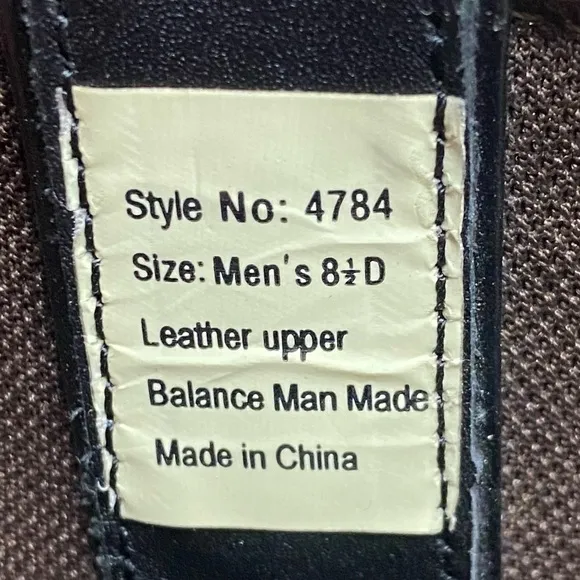 Style No: 4784
Size: Men's 8½D
Leather upper
Balance Man Made
Made in China